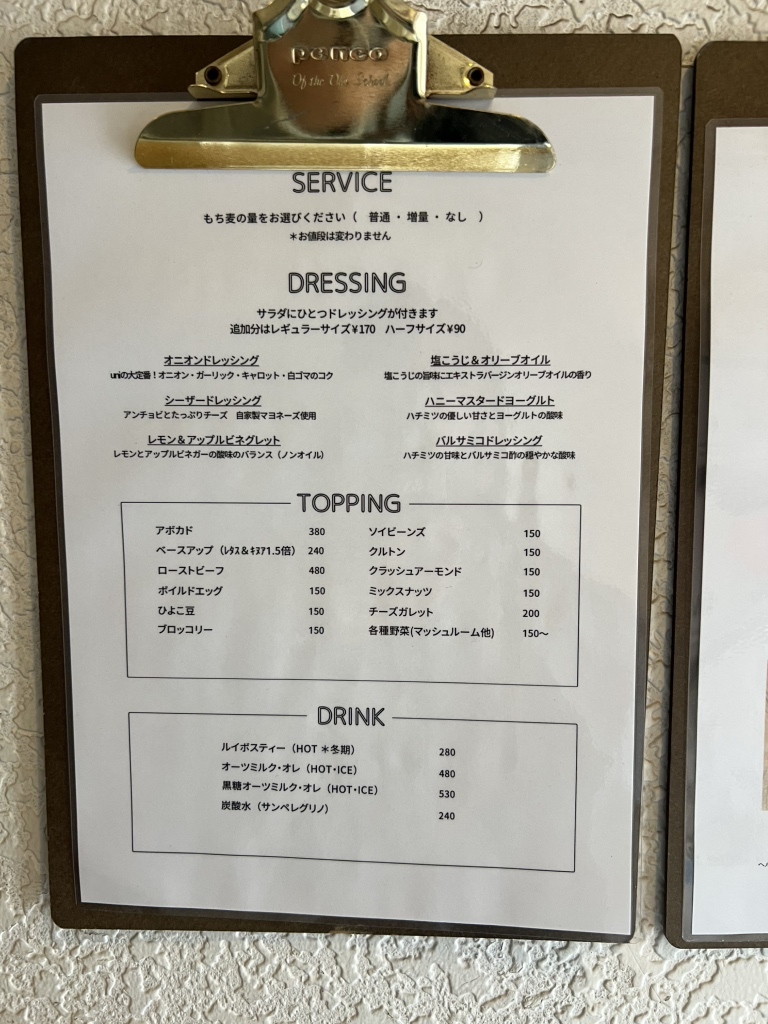 penco
Of the Old School
SERVICE
もち麦の量をお選びください（　普通 ・ 増量 ・ なし　）
＊お値段は変わりません
DRESSING
サラダにひとつドレッシングが付きます
追加分はレギュラーサイズ¥170　ハーフサイズ¥90
オニオンドレッシング
uniの大定番！オニオン・ガーリック・キャロット・白ゴマのコク
塩こうじ＆オリーブオイル
塩こうじの旨味にエキストラバージンオリーブオイルの香り
シーザードレッシング
アンチョビとたっぷりチーズ　自家製マヨネーズ使用
ハニーマスタードヨーグルト
ハチミツの優しい甘さとヨーグルトの酸味
レモン＆アップルビネグレット
レモンとアップルビネガーの酸味のバランス（ノンオイル）
バルサミコドレッシング
ハチミツの甘味とバルサミコ酢の穏やかな酸味
TOPPING
アボカド 380
ベースアップ（ﾚﾀｽ＆ｷﾇｱ1.5倍） 240
ローストビーフ 480
ボイルドエッグ 150
ひよこ豆 150
ブロッコリー 150
ソイビーンズ 150
クルトン 150
クラッシュアーモンド 150
ミックスナッツ 150
チーズガレット 200
各種野菜(マッシュルーム他) 150～
DRINK
ルイボスティー（HOT ＊冬期） 280
オーツミルク・オレ（HOT・ICE） 480
黒糖オーツミルク・オレ（HOT・ICE） 530
炭酸水（サンペレグリノ） 240